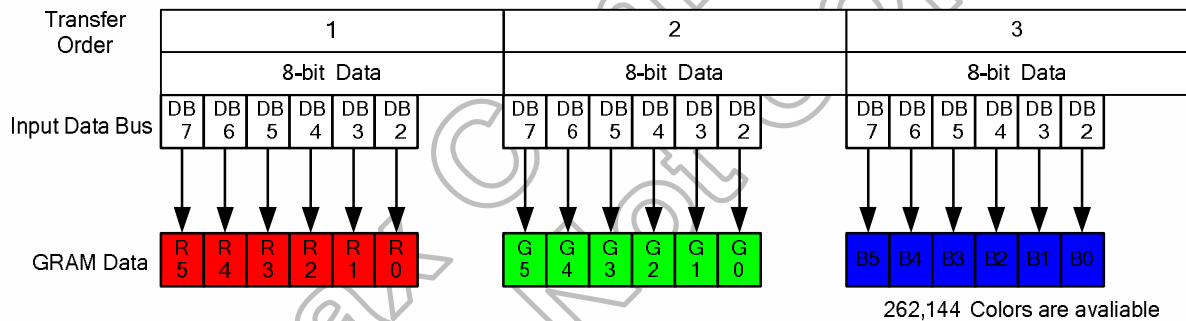 Transfer Order 1 2 3
8-bit Data 8-bit Data 8-bit Data
Input Data Bus DB 7 DB 6 DB 5 DB 4 DB 3 DB 2 DB 7 DB 6 DB 5 DB 4 DB 3 DB 2 DB 7 DB 6 DB 5 DB 4 DB 3 DB 2
GRAM Data R 5 R 4 R 3 R 2 R 1 R 0 G 5 G 4 G 3 G 2 G 1 G 0 B5 B4 B3 B2 B1 B0
262,144 Colors are avaliable